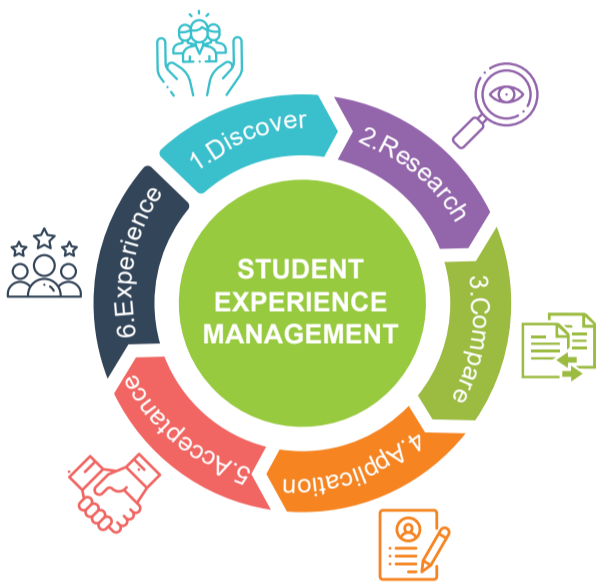 STUDENT
EXPERIENCE
MANAGEMENT
1.Discover
2.Research
3.Compare
4.Application
5.Acceptance
6.Experience